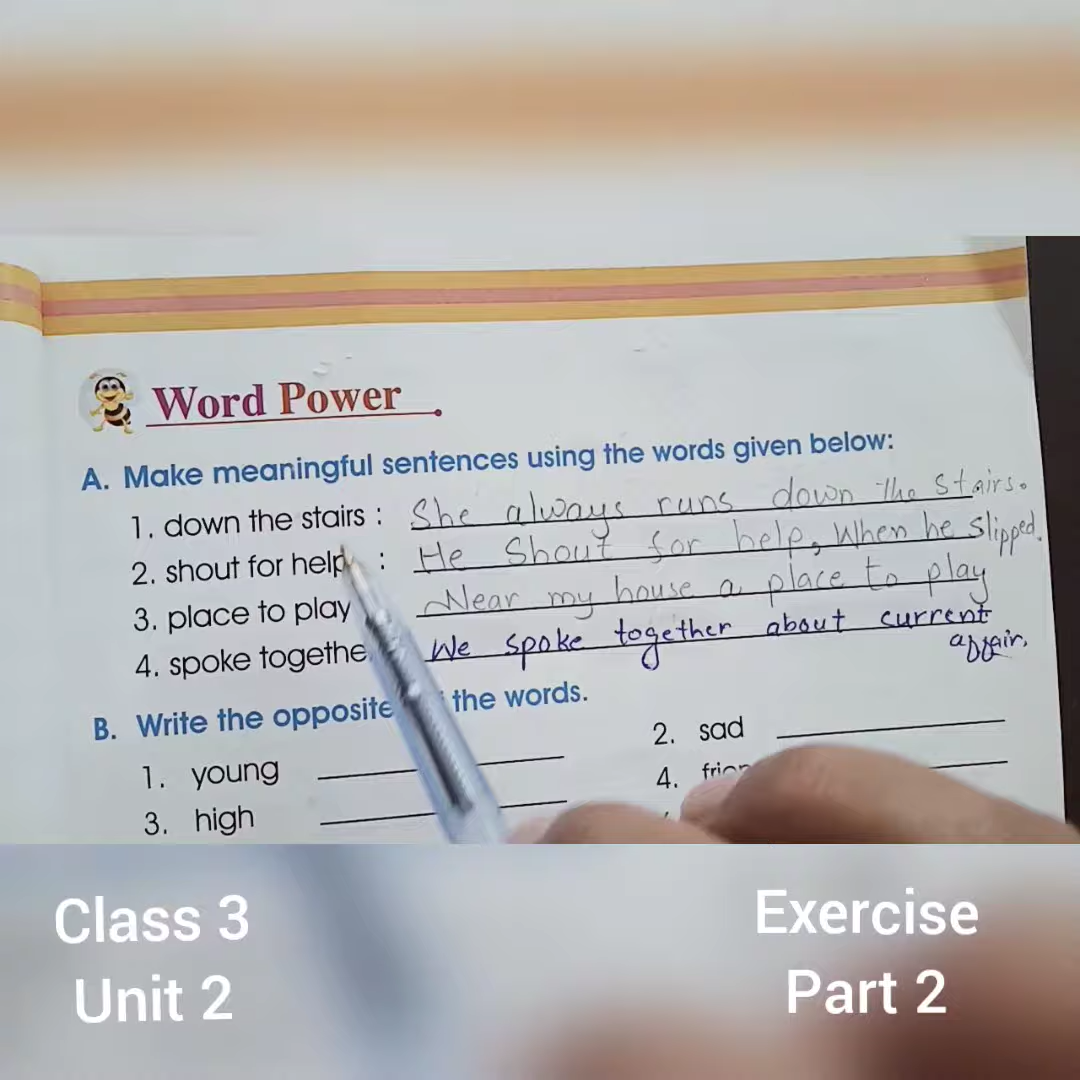 Word Power
A. Make meaningful sentences using the words given below:
1. down the stairs : She always runs down the stairs.
2. shout for help : He Shout for help, When he slipped.
3. place to play Near my house a place to play
4. spoke togethe We spoke together about current
affair,
B. Write the opposite the words.
1. young 2. sad
3. high 4.
Class 3 Exercise
Unit 2 Part 2